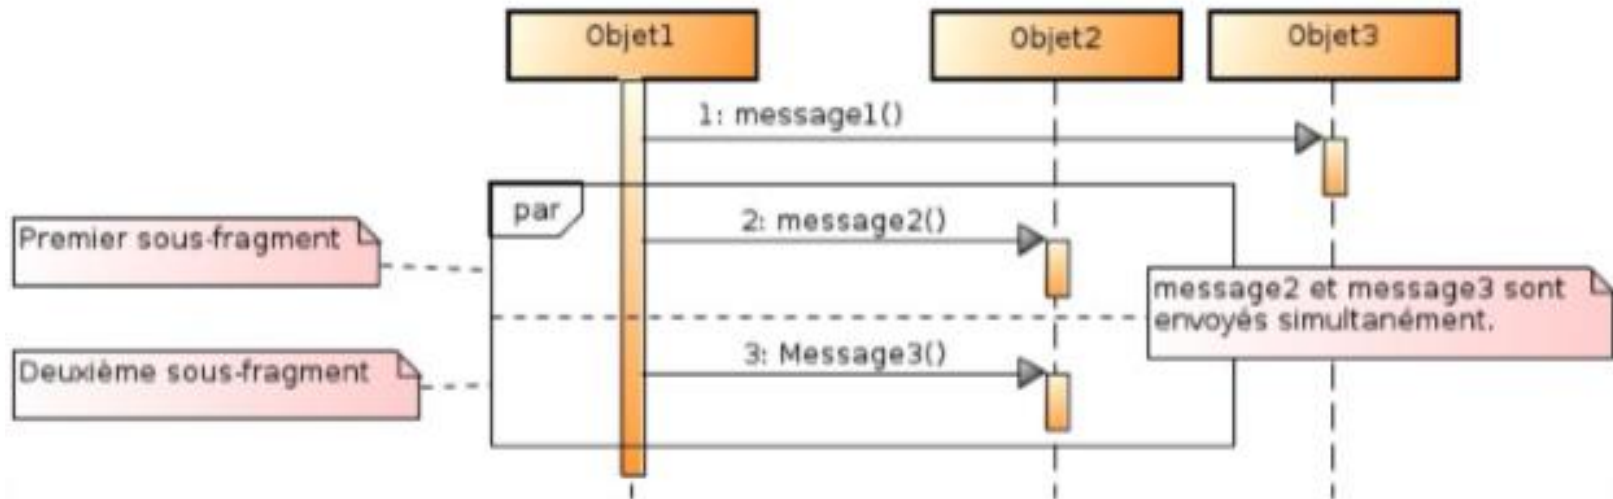 Objet1
Objet2
Objet3
1: message1()
par
2: message2()
Premier sous-fragment
message2 et message3 sont
envoyés simultanément.
3: Message3()
Deuxième sous-fragment